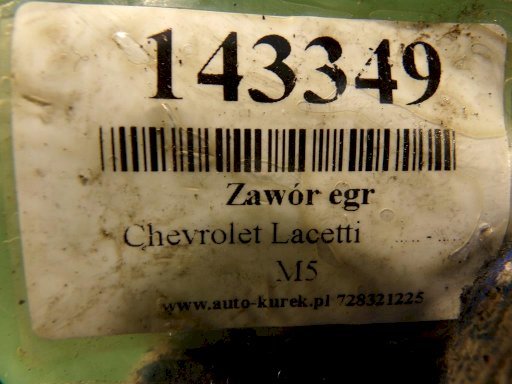 143349
Zawór egr
Chevrolet Lacetti ...... - ......
M5
www.auto-kurek.pl 728321225